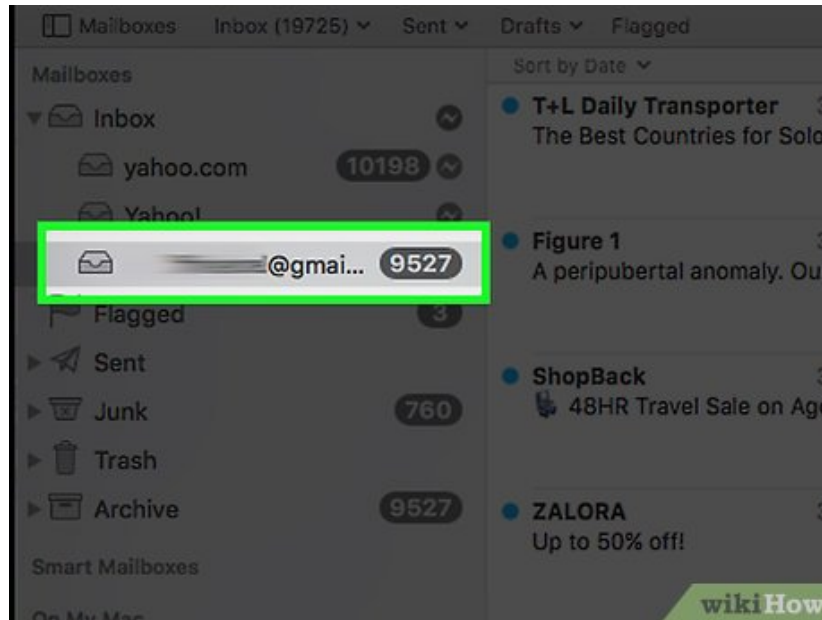 Mailboxes Inbox (19725) Sent Drafts Flagged
Mailboxes
Sort by Date
Inbox
yahoo.com 10198
Yahoo!
@gmai... 9527
Flagged 3
Sent
Junk 760
Trash
Archive 9527
Smart Mailboxes
On My Mac
T+L Daily Transporter
The Best Countries for Solo
Figure 1
A peripubertal anomaly. Ou
ShopBack
48HR Travel Sale on Ago
ZALORA
Up to 50% off!
wikiHow